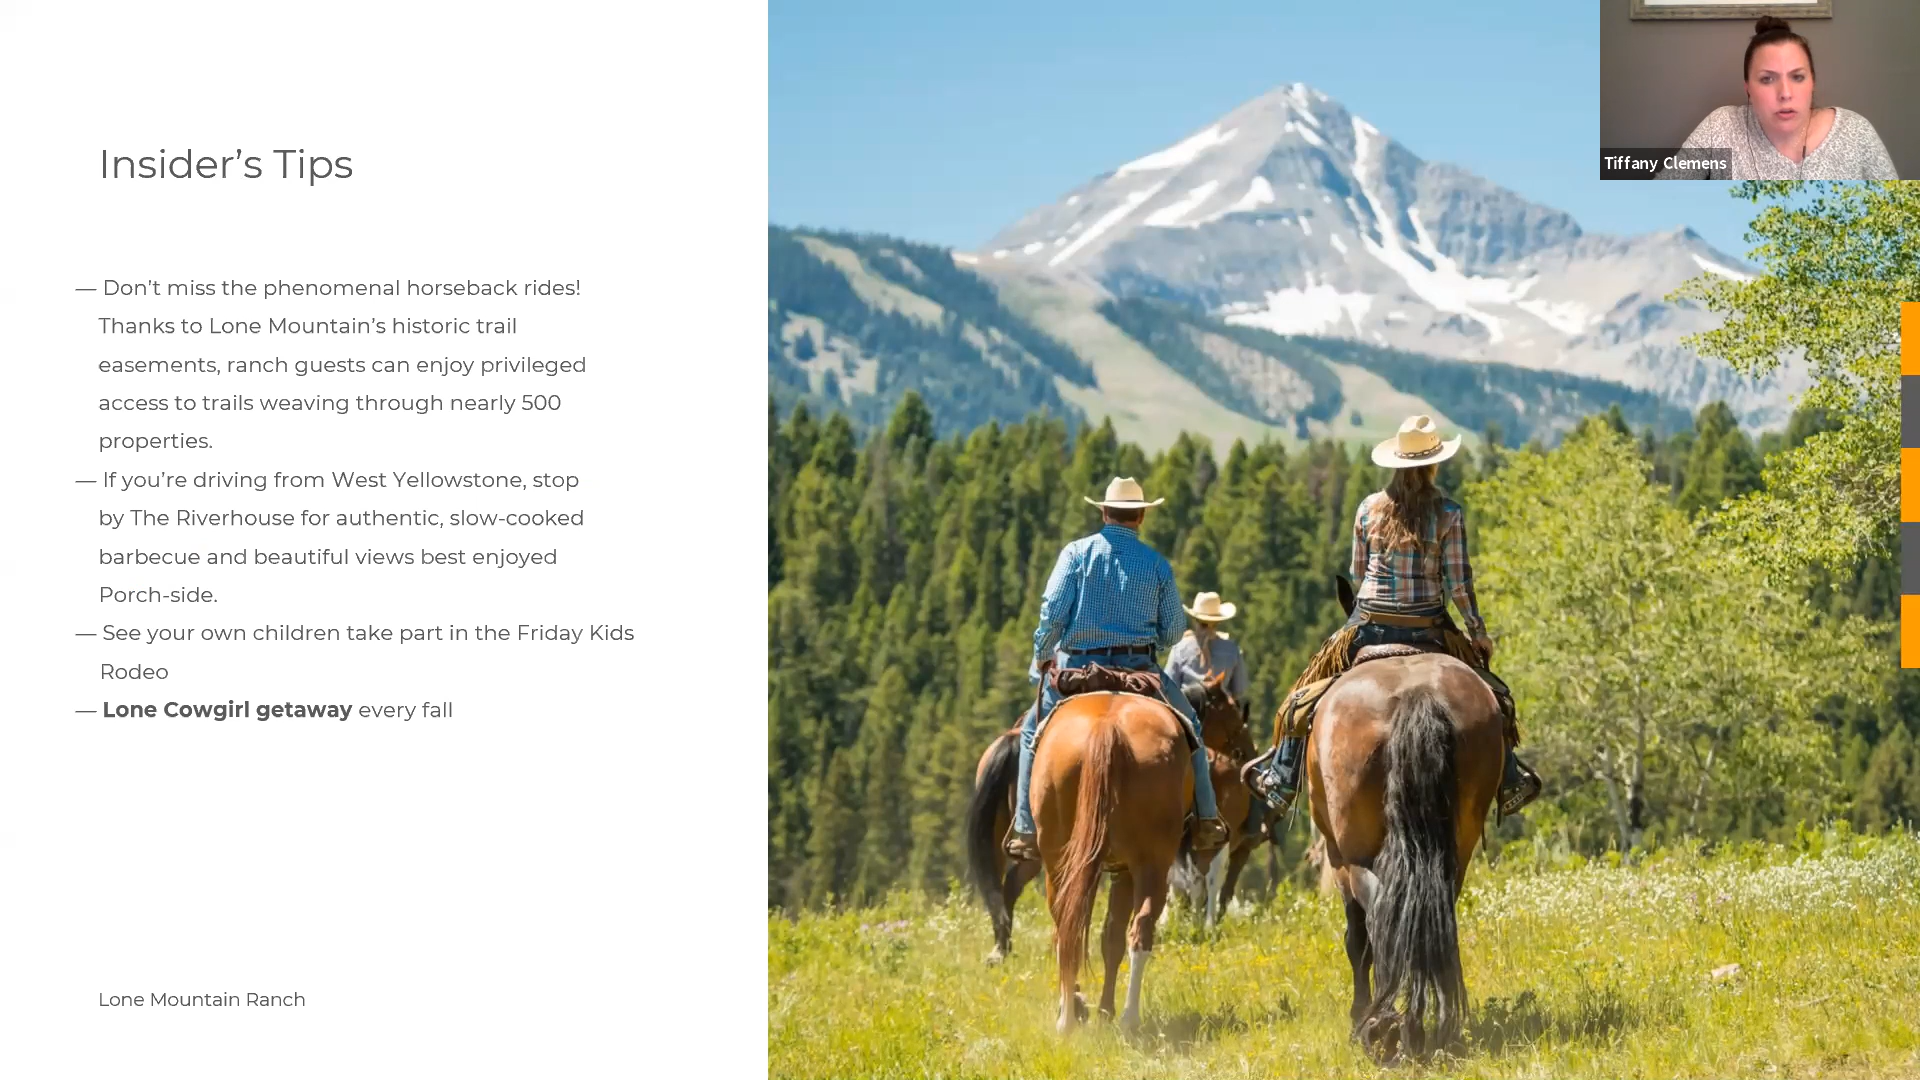 Insider’s Tips
— Don’t miss the phenomenal horseback rides!
Thanks to Lone Mountain’s historic trail
easements, ranch guests can enjoy privileged
access to trails weaving through nearly 500
properties.
— If you’re driving from West Yellowstone, stop
by The Riverhouse for authentic, slow-cooked
barbecue and beautiful views best enjoyed
Porch-side.
— See your own children take part in the Friday Kids
Rodeo
— Lone Cowgirl getaway every fall
Lone Mountain Ranch
Tiffany Clemens